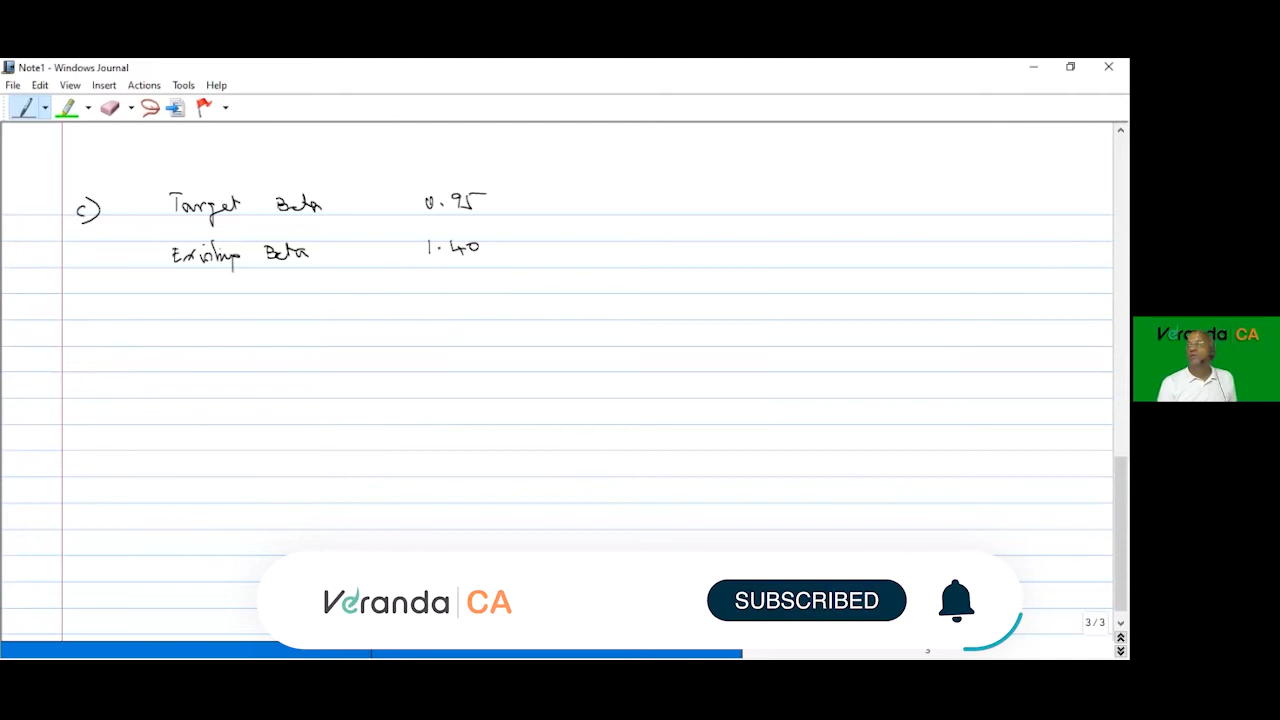 Note1 - Windows Journal
File Edit View Insert Actions Tools Help
c) Target Beta 0.95
Existing Beta 1.40
Veranda CA
Veranda | CA
SUBSCRIBED
3 / 3